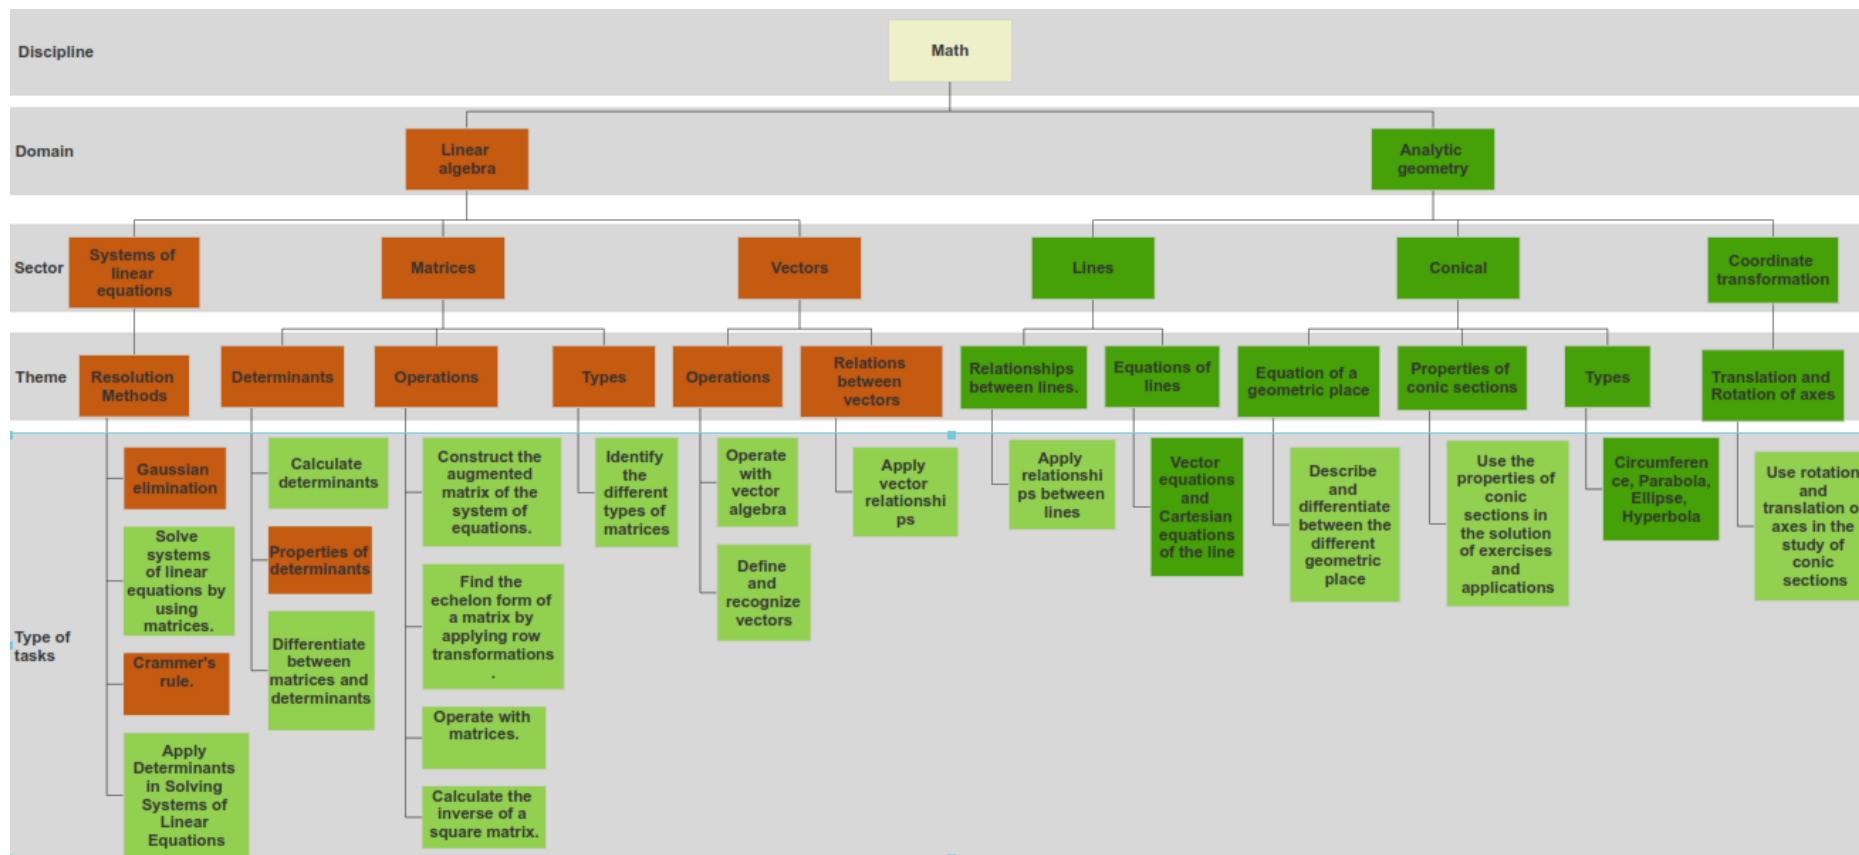 Discipline
Math
Domain
Linear
algebra
Analytic
geometry
Sector
Systems of
linear
equations
Matrices
Vectors
Lines
Conical
Coordinate
transformation
Theme
Resolution
Methods
Determinants
Operations
Types
Operations
Relations
between
vectors
Relationships
between lines.
Equations of
lines
Equation of a
geometric place
Properties of
conic sections
Types
Translation and
Rotation of axes
Type of
tasks
Gaussian
elimination
Solve
systems
of linear
equations by
using
matrices.
Crammer's
rule.
Apply
Determinants
in Solving
Systems of
Linear
Equations
Calculate
determinants
Properties of
determinants
Differentiate
between
matrices and
determinants
Construct the
augmented
matrix of the
system of
equations.
Find the
echelon form of
a matrix by
applying row
transformations
.
Operate with
matrices.
Calculate the
inverse of a
square matrix.
Identify
the
different
types of
matrices
Operate
with
vector
algebra
Define
and
recognize
vectors
Apply
vector
relationshi
ps
Apply
relationshi
ps between
lines
Vector
equations
and
Cartesian
equations
of the line
Describe
and
differentiate
between the
different
geometric
place
Use the
properties of
conic
sections in
the solution
of exercises
and
applications
Circumferen
ce, Parabola,
Ellipse,
Hyperbola
Use rotation
and
translation o
axes in the
study of
conic
sections